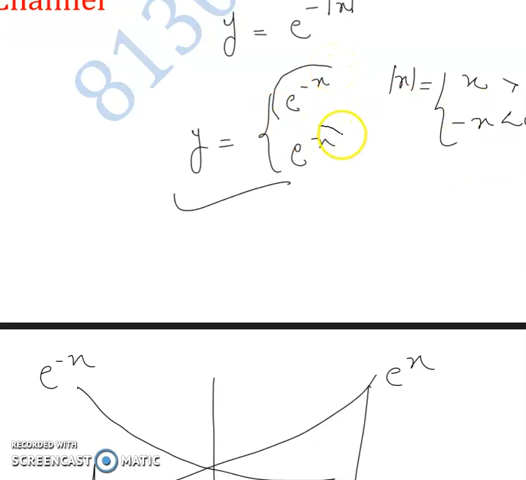 Channel
y = e^-|x|
y = { e^-x
e^-x
|x| = { x >
-x <
e^-x
e^x
RECORDED WITH
SCREENCAST MATIC